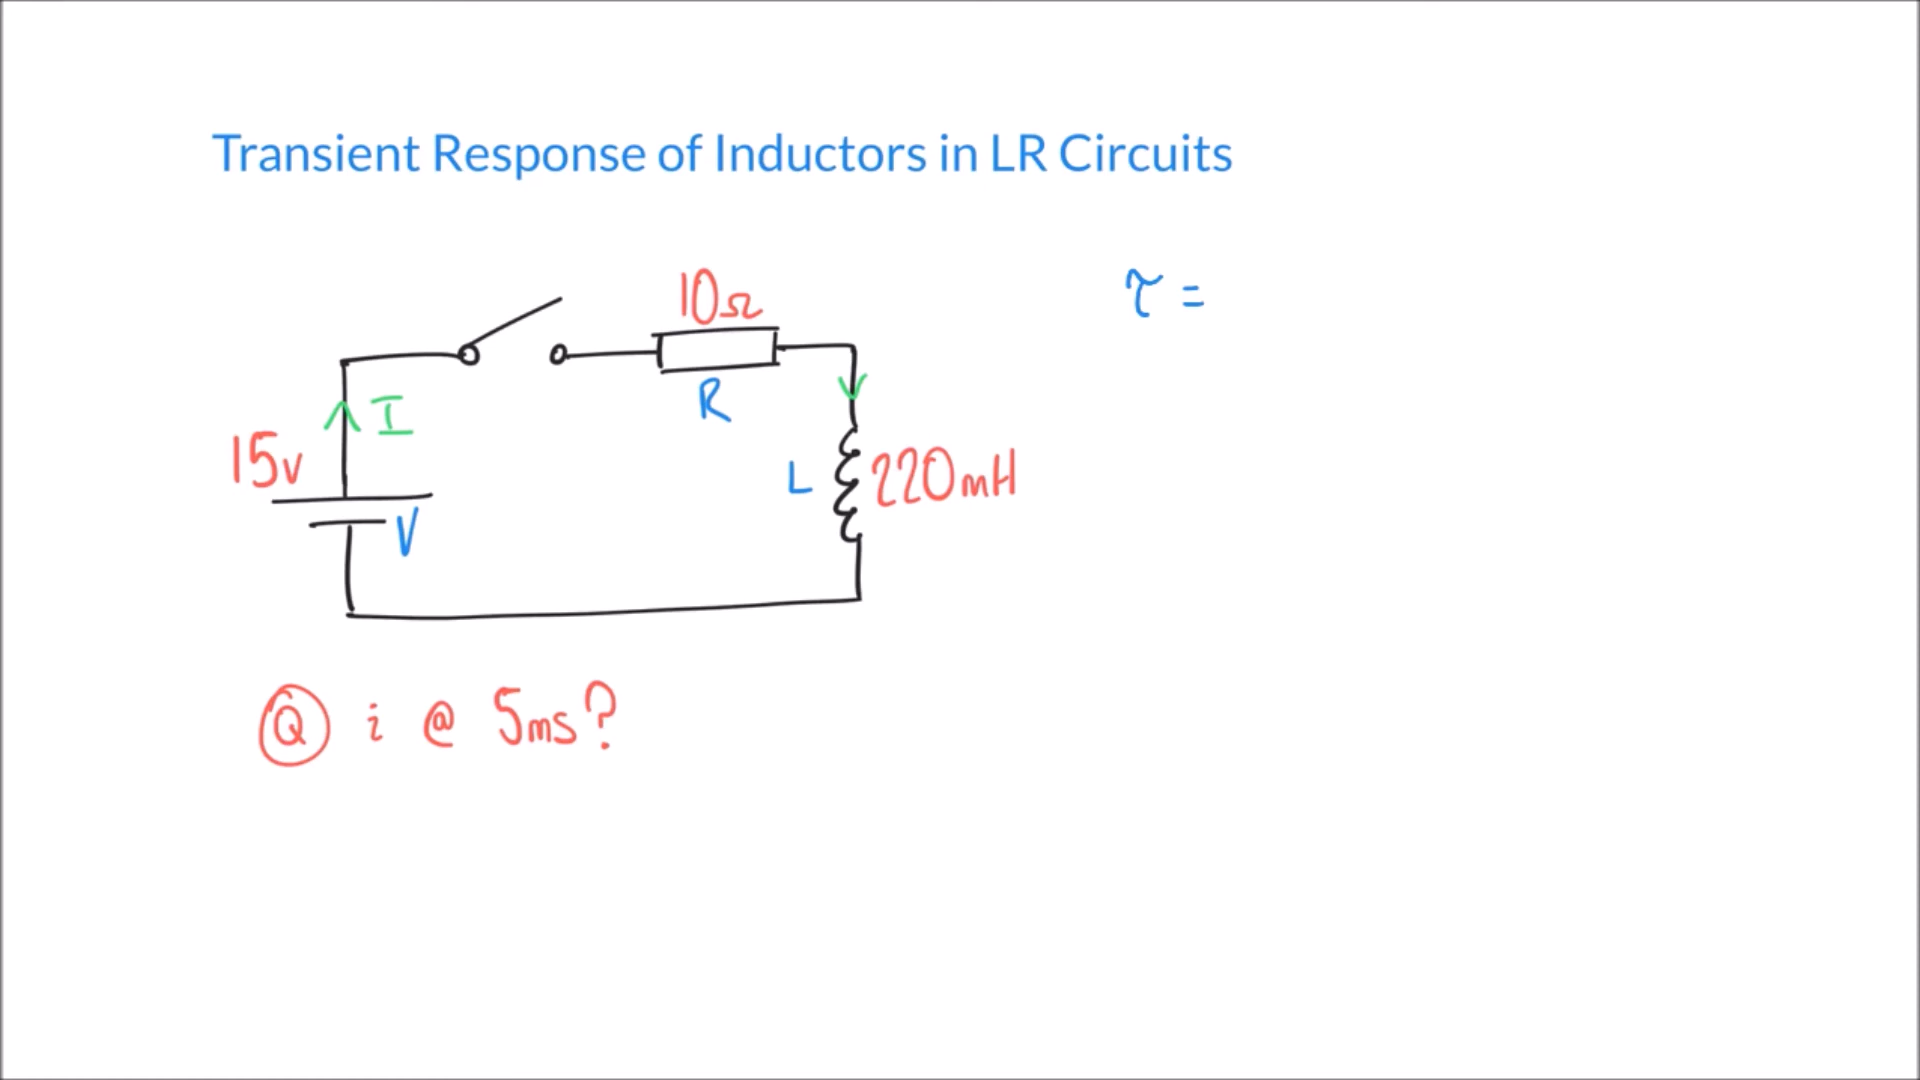 Transient Response of Inductors in LR Circuits
τ =
10Ω
R
I
15v
V
L
220mH
Q i @ 5ms?